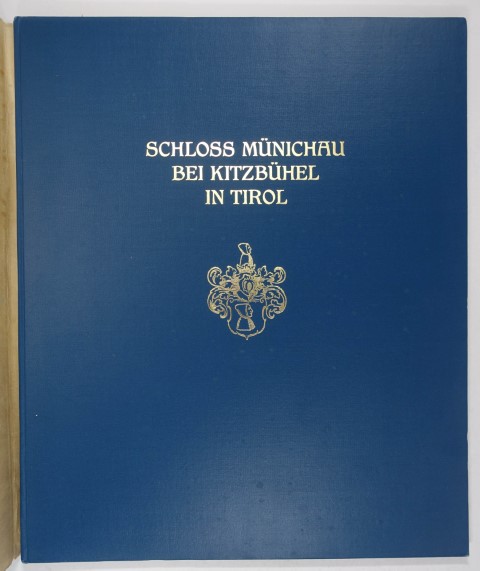 SCHLOSS MÜNICHAU
BEI KITZBÜHEL
IN TIROL